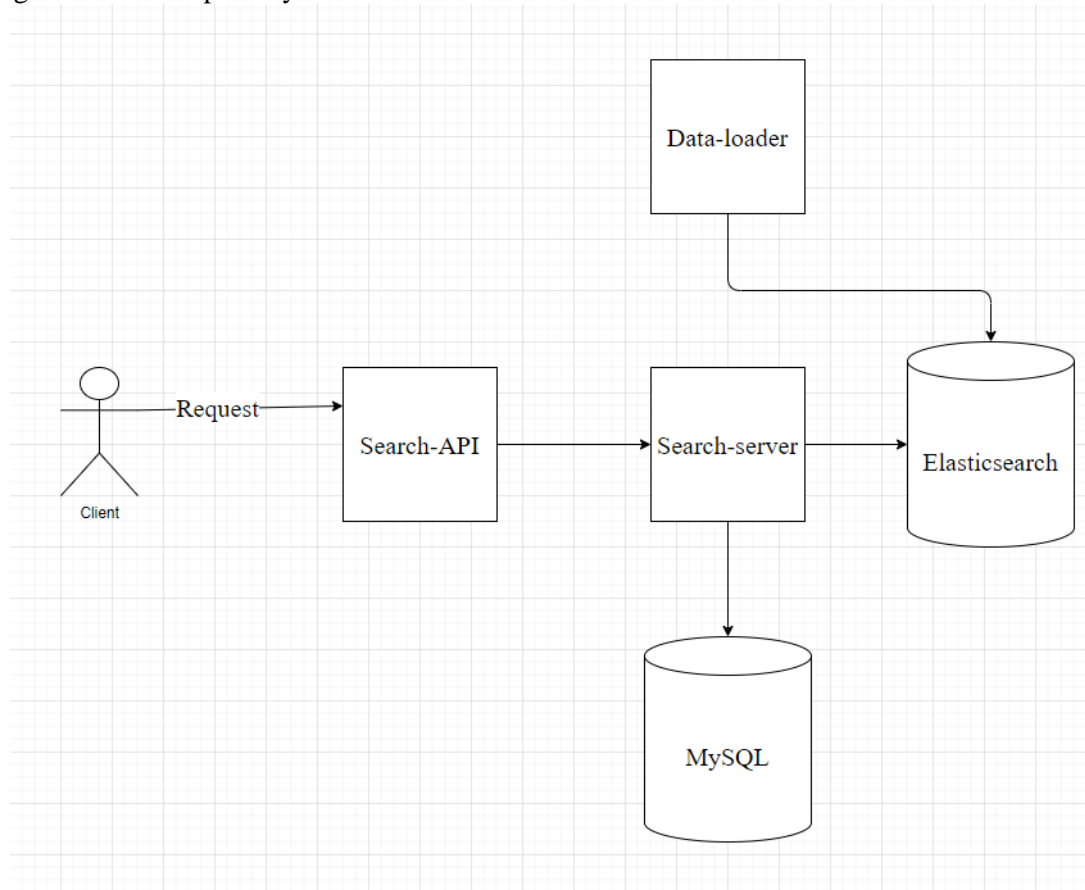 Data-loader
Request
Search-API
Search-server
Elasticsearch
Client
MySQL